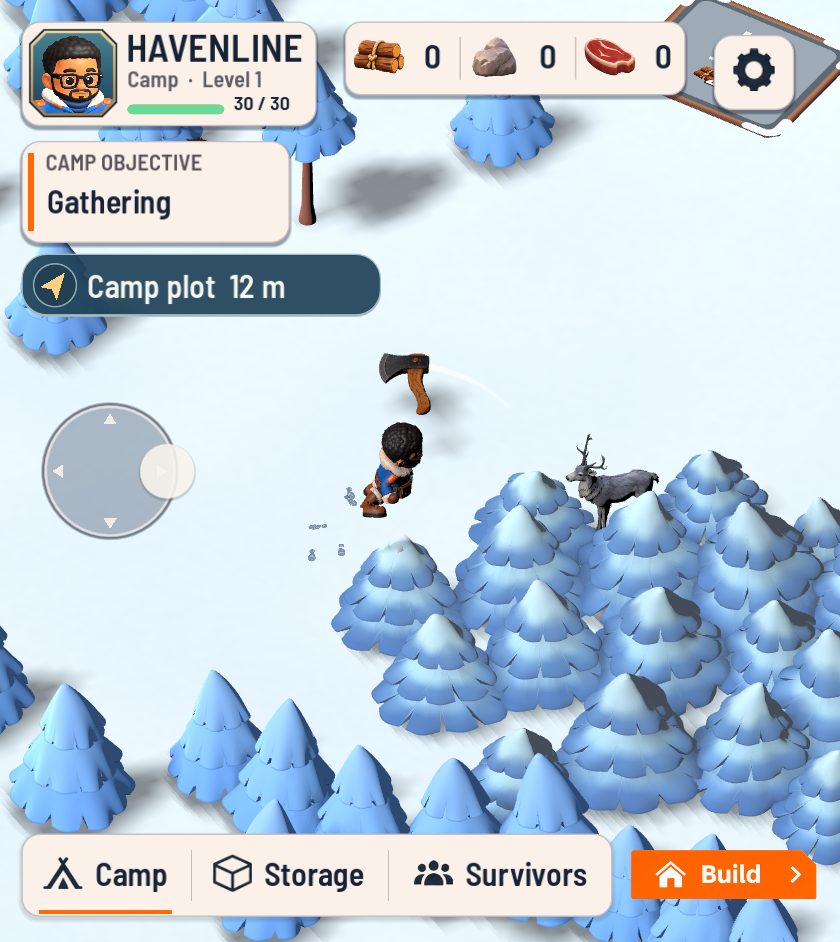 HAVENLINE
Camp · Level 1
30 / 30
0
0
0
CAMP OBJECTIVE
Gathering
Camp plot 12 m
Camp
Storage
Survivors
Build